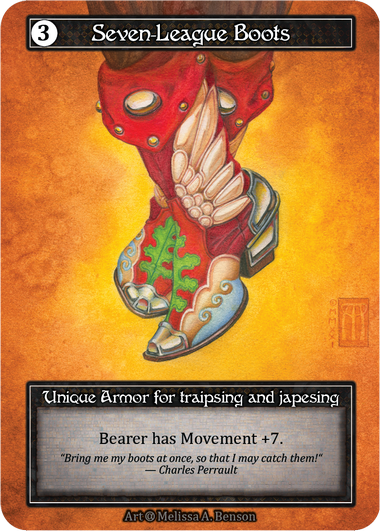 3
Seven-League Boots
Unique Armor for traipsing and japesing
Bearer has Movement +7.
"Bring me my boots at once, so that I may catch them!"
— Charles Perrault
Art @ Melissa A. Benson